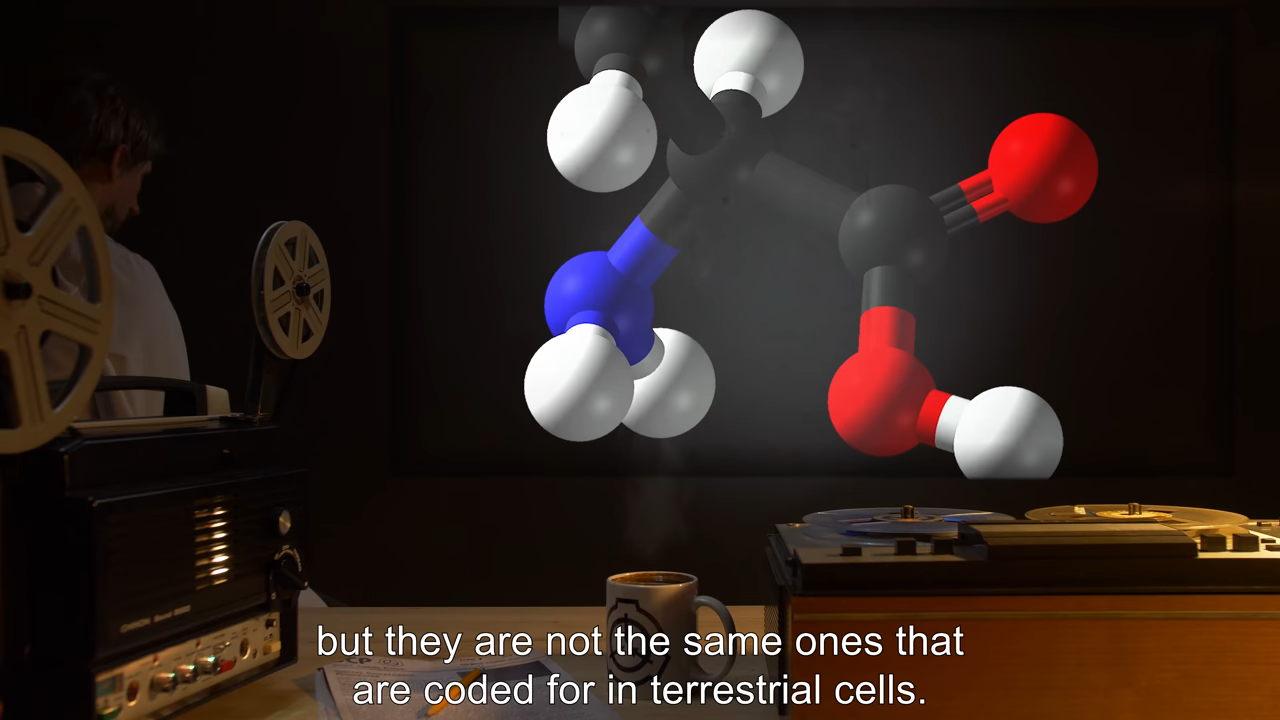 but they are not the same ones that
are coded for in terrestrial cells.